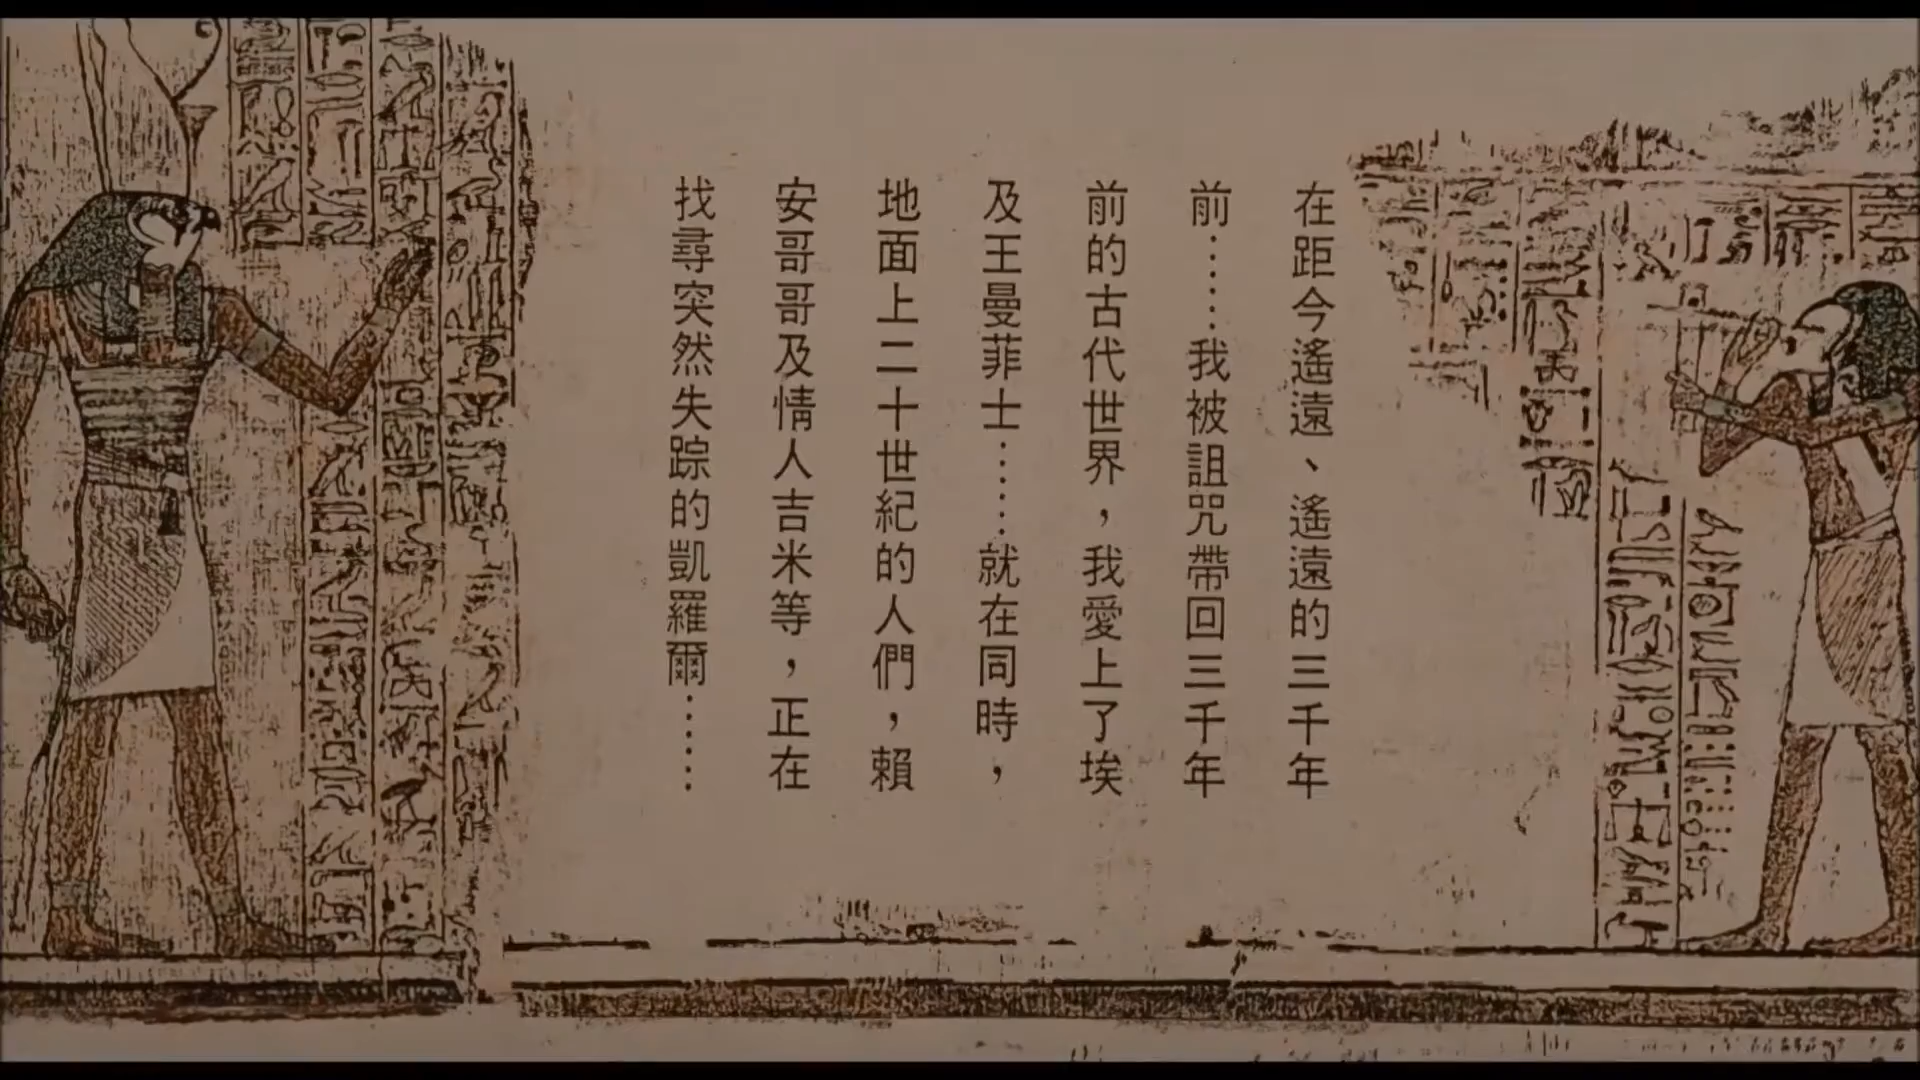 在距今遙遠、遙遠的三千年
前……我被詛咒帶回三千年
前的古代世界，我愛上了埃
及王曼菲士……就在同時，
地面上二十世紀的人們，賴
安哥哥及情人吉米等，正在
找尋突然失踪的凱羅爾……